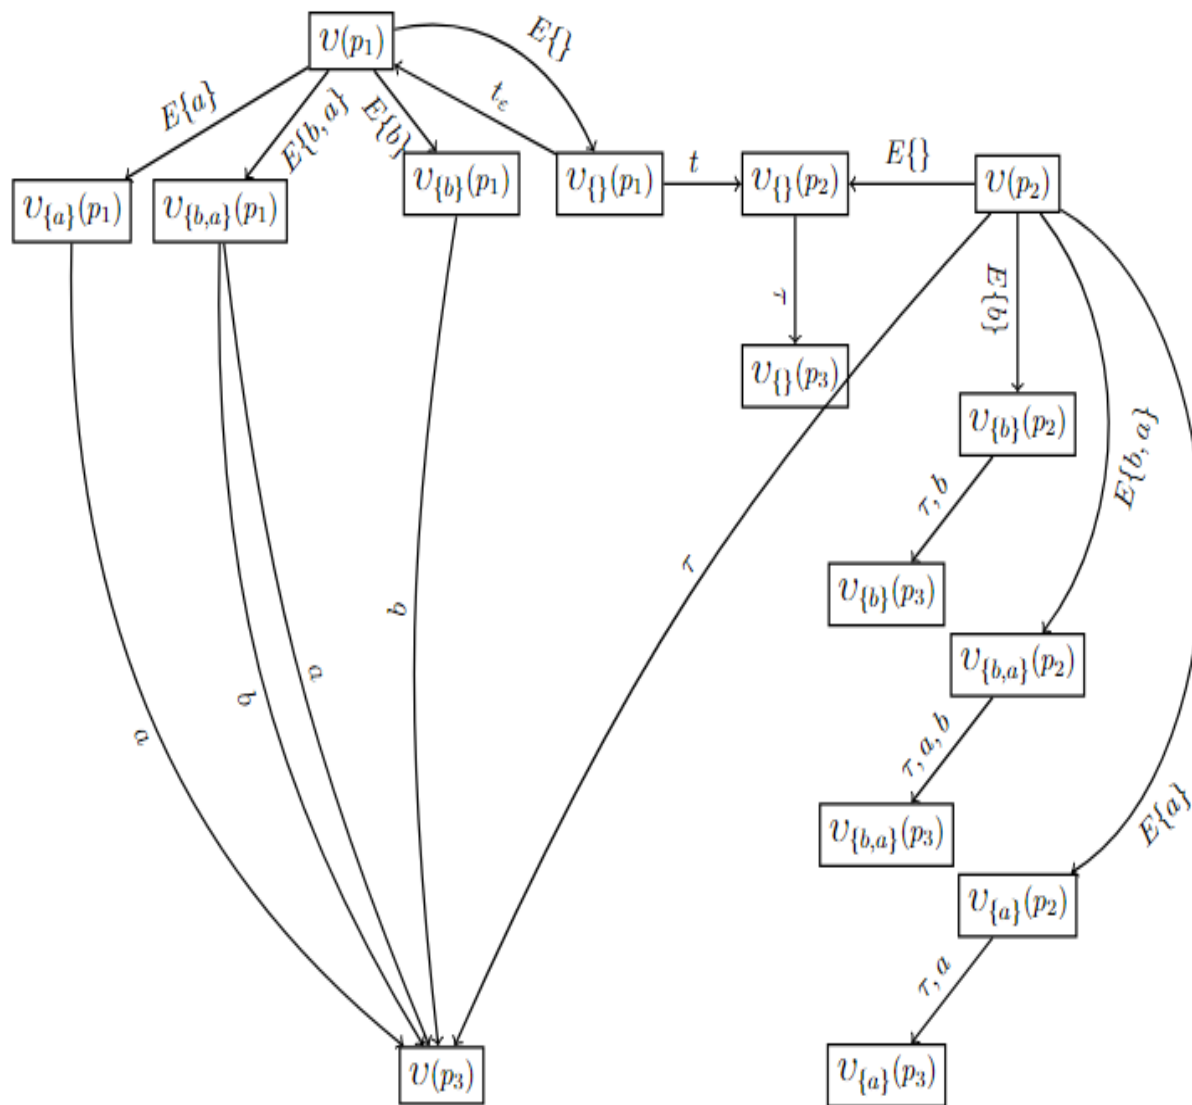 υ(p₁)
E{}
E{a}
E{b, a}
E{b}
t_ε
υ_{a}(p₁)
υ_{b,a}(p₁)
υ_{b}(p₁)
υ_{}(p₁)
t
υ_{}(p₂)
E{}
υ(p₂)
τ
E{b}
υ_{}(p₃)
υ_{b}(p₂)
E{b, a}
τ, b
τ
υ_{b}(p₃)
b
υ_{b,a}(p₂)
a
b
a
τ, a, b
υ_{b,a}(p₃)
E{a}
υ_{a}(p₂)
τ, a
υ(p₃)
υ_{a}(p₃)